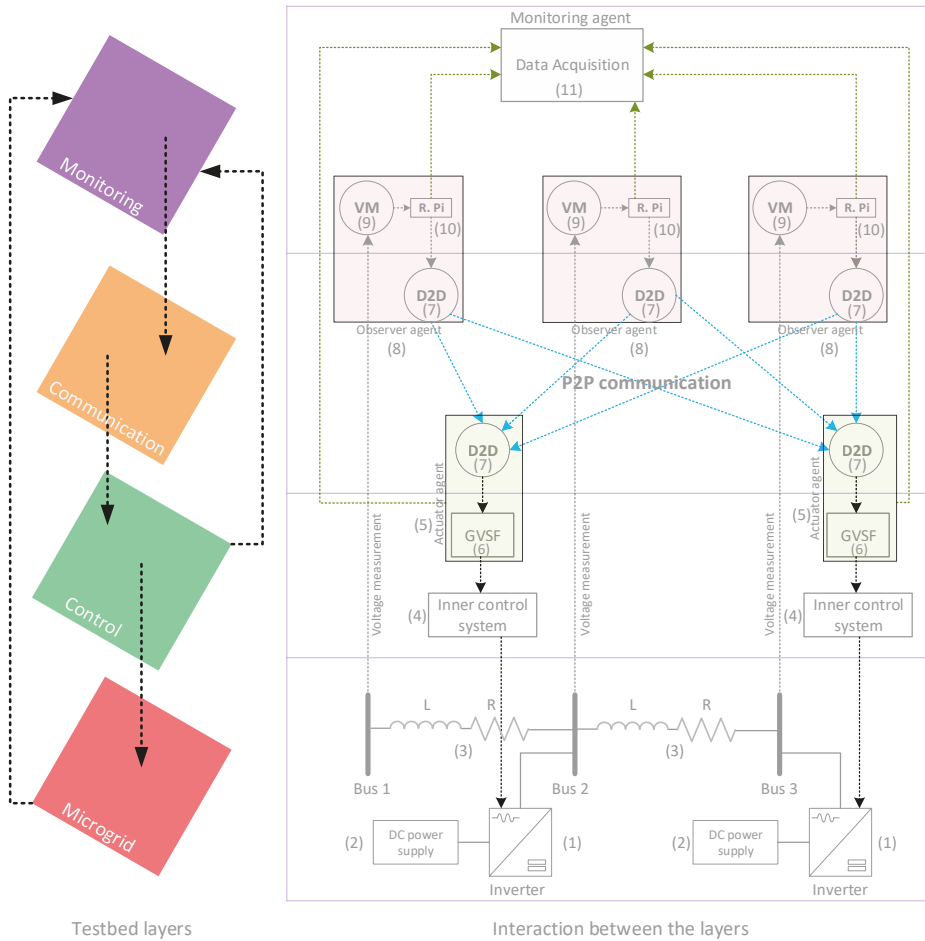 Monitoring
Communication
Control
Microgrid
Testbed layers
Monitoring agent
Data Acquisition
(11)
VM
(9)
R. Pi
(10)
D2D
(7)
Observer agent
(8)
VM
(9)
R. Pi
(10)
D2D
(7)
Observer agent
(8)
VM
(9)
R. Pi
(10)
D2D
(7)
Observer agent
(8)
P2P communication
D2D
(7)
Actuator agent
(5)
GVSF
(6)
D2D
(7)
Actuator agent
(5)
GVSF
(6)
Voltage measurement
Voltage measurement
Voltage measurement
(4)
Inner control
system
(4)
Inner control
system
L
R
(3)
L
R
(3)
Bus 1
Bus 2
Bus 3
(2)
DC power
supply
(1)
Inverter
(2)
DC power
supply
(1)
Inverter
Interaction between the layers